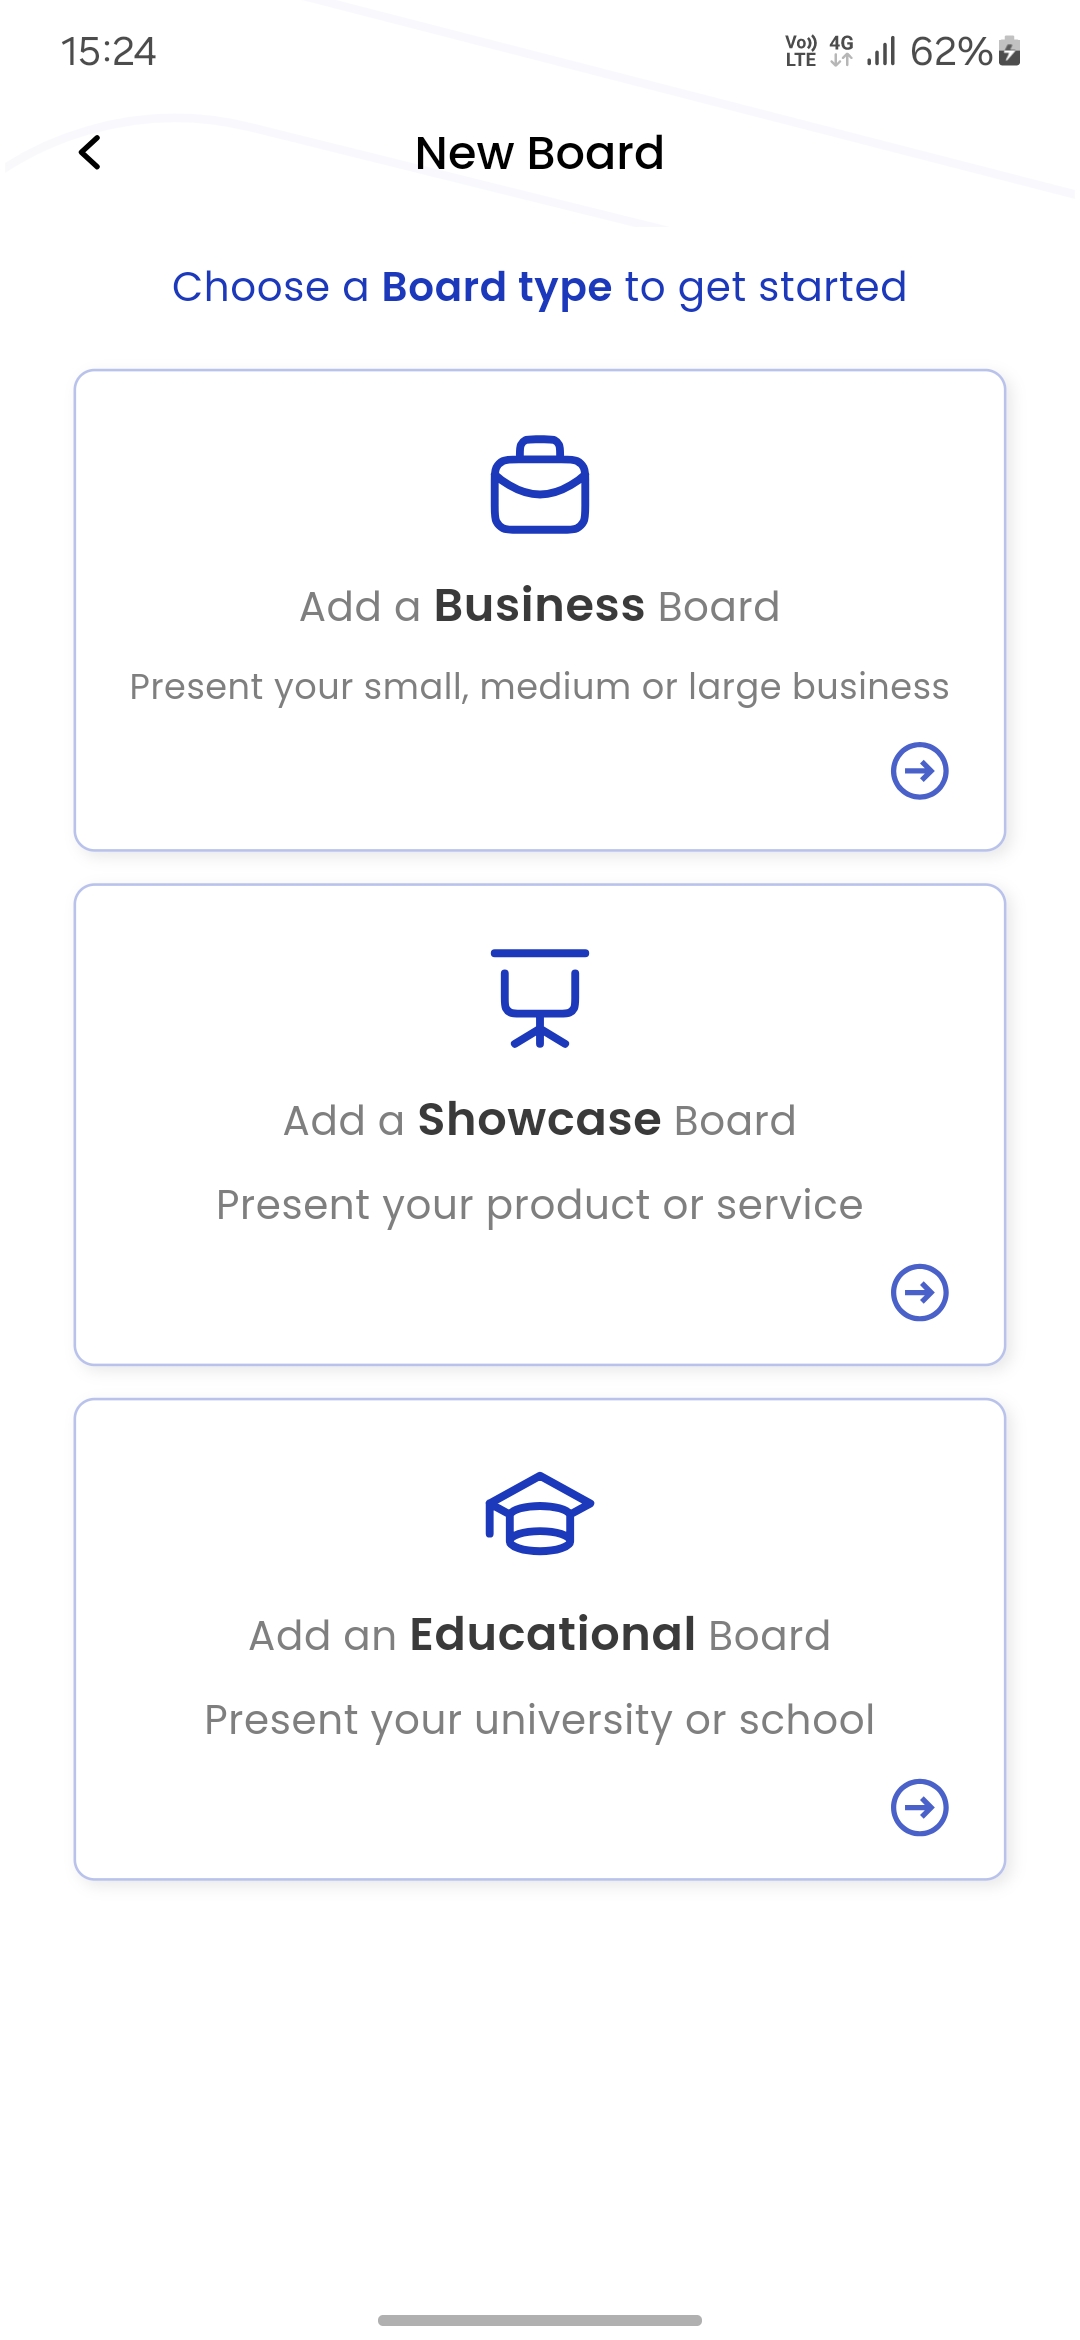 15:24
Vo)) LTE 4G 62%
New Board
Choose a Board type to get started
Add a Business Board
Present your small, medium or large business
Add a Showcase Board
Present your product or service
Add an Educational Board
Present your university or school